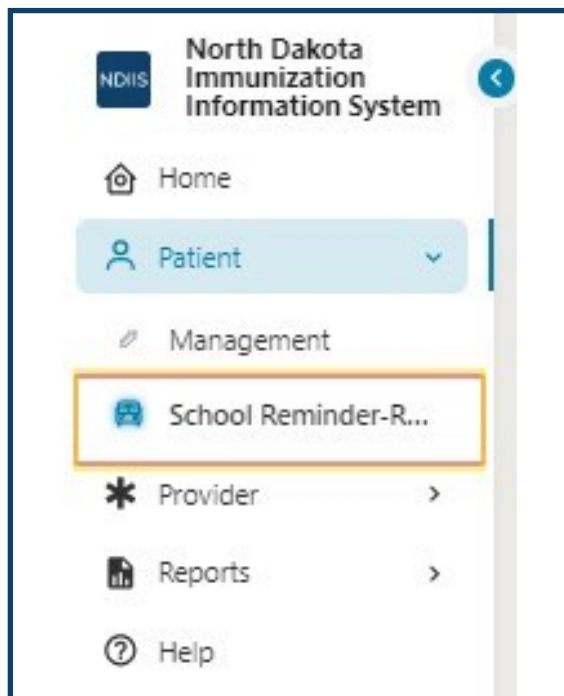 NDIIS
North Dakota
Immunization
Information System
Home
Patient
Management
School Reminder-R...
Provider
Reports
Help